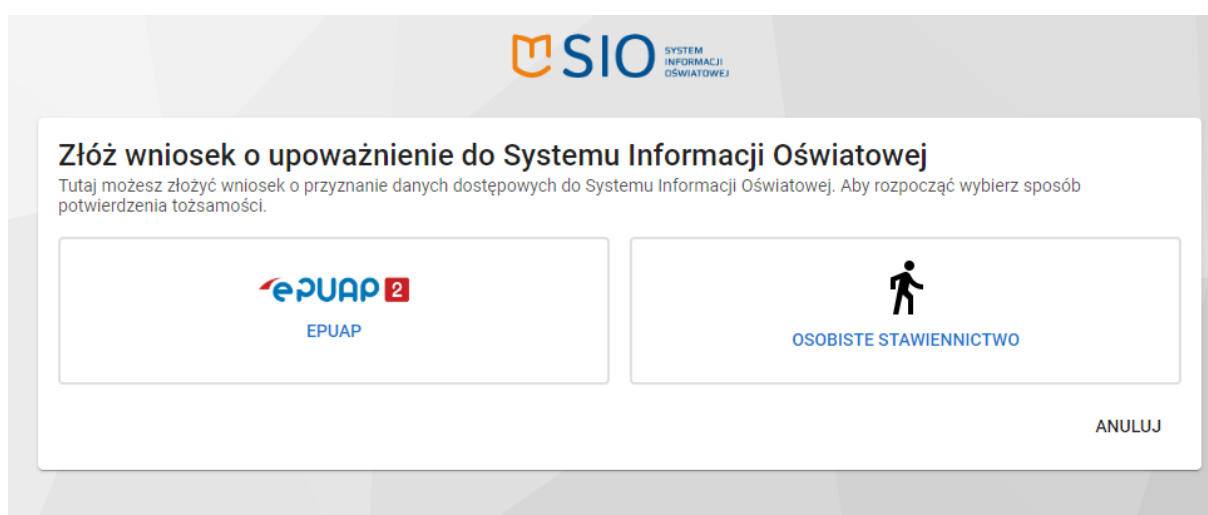 SIO
SYSTEM
INFORMACJI
OŚWIATOWEJ
Złóż wniosek o upoważnienie do Systemu Informacji Oświatowej
Tutaj możesz złożyć wniosek o przyznanie danych dostępowych do Systemu Informacji Oświatowej. Aby rozpocząć wybierz sposób
potwierdzenia tożsamości.
ePUAP 2
EPUAP
OSOBISTE STAWIENNICTWO
ANULUJ